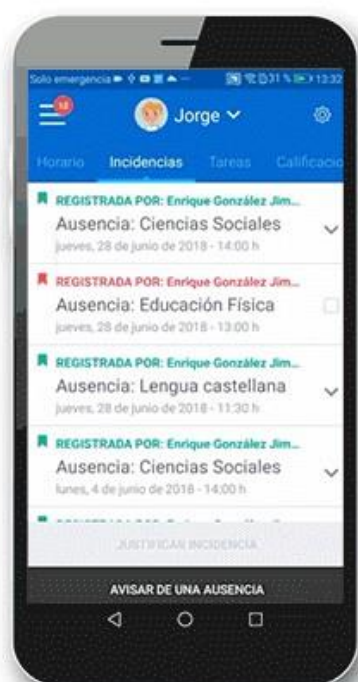 Solo emergencia 31 % 13:32
12
Jorge
Horario Incidencias Tareas Calificacio
REGISTRADA POR: Enrique González Jim...
Ausencia: Ciencias Sociales
jueves, 28 de junio de 2018 - 14:00 h
REGISTRADA POR: Enrique González Jim...
Ausencia: Educación Física
jueves, 28 de junio de 2018 - 13:00 h
REGISTRADA POR: Enrique González Jim...
Ausencia: Lengua castellana
jueves, 28 de junio de 2018 - 11:30 h
REGISTRADA POR: Enrique González Jim...
Ausencia: Ciencias Sociales
lunes, 4 de junio de 2018 - 14:00 h
JUSTIFICAR INCIDENCIA
AVISAR DE UNA AUSENCIA